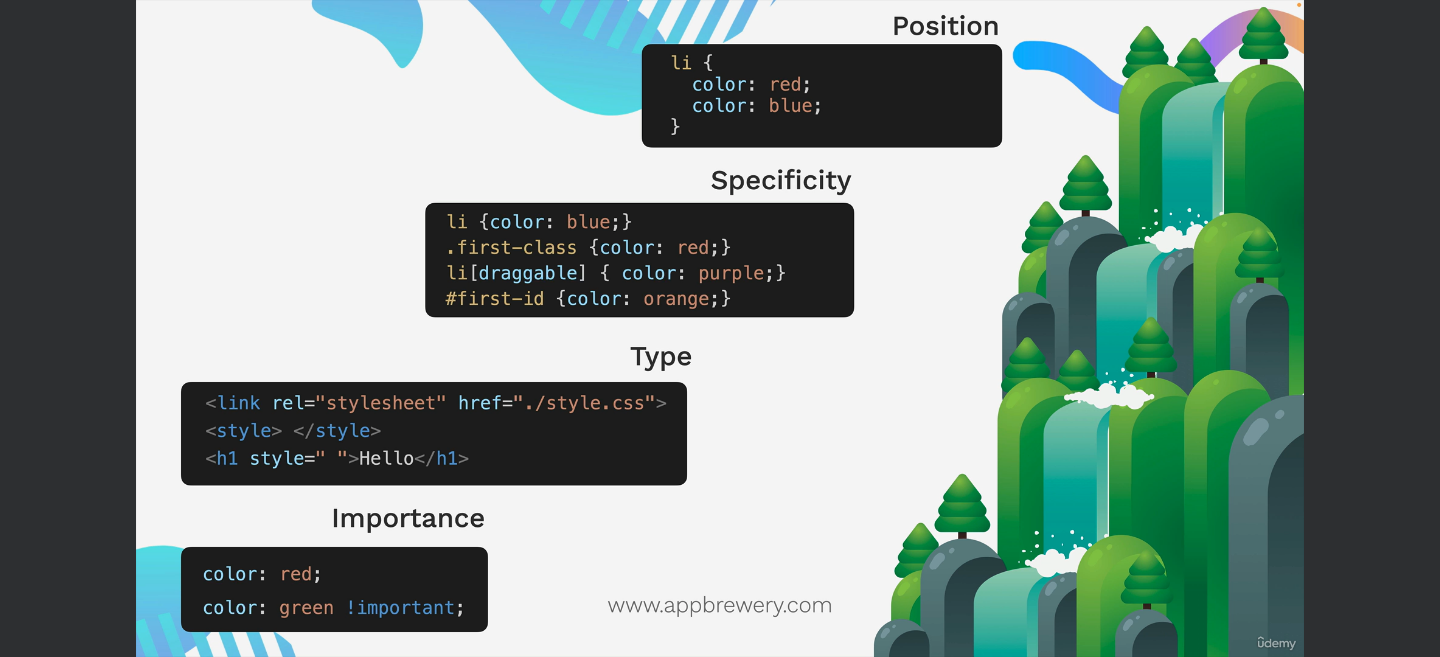 Position
li {
  color: red;
  color: blue;
}
Specificity
li {color: blue;}
.first-class {color: red;}
li[draggable] { color: purple;}
#first-id {color: orange;}
Type
<link rel="stylesheet" href="./style.css">
<style> </style>
<h1 style=" ">Hello</h1>
Importance
color: red;
color: green !important;
www.appbrewery.com
ûdemy